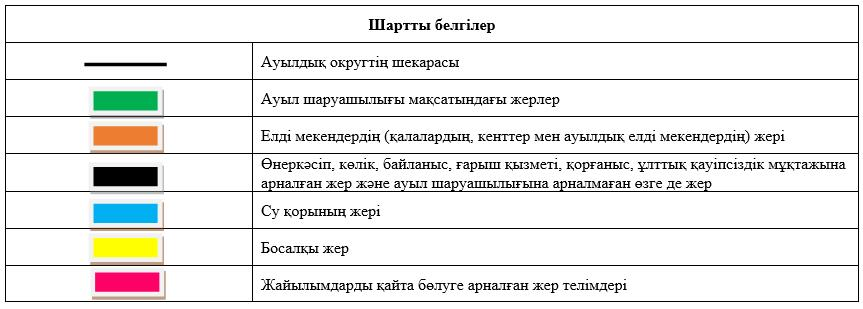 Шартты белгілер
Ауылдық округтің шекарасы
Ауыл шаруашылығы мақсатындағы жерлер
Елді мекендердің (қалалардың, кенттер мен ауылдық елді мекендердің) жері
Өнеркәсіп, көлік, байланыс, ғарыш қызметі, қорғаныс, ұлттық қауіпсіздік мұқтажына
арналған жер және ауыл шаруашылығына арналмаған өзге де жер
Су қорының жері
Босалқы жер
Жайылымдарды қайта бөлуге арналған жер телімдері